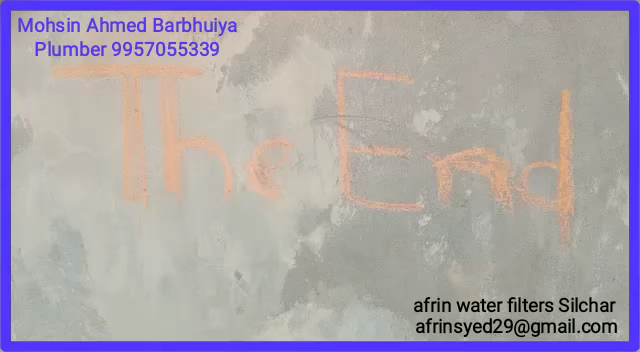 Mohsin Ahmed Barbhuiya
Plumber 9957055339
The End
afrin water filters Silchar
afrinsyed29@gmail.com